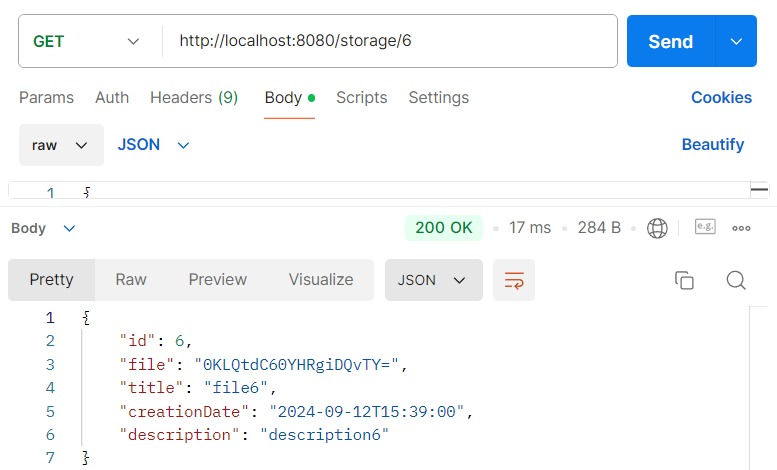 GET http://localhost:8080/storage/6 Send
Params Auth Headers (9) Body Scripts Settings Cookies
raw JSON Beautify
1 {
Body 200 OK 17 ms 284 B e.g.
Pretty Raw Preview Visualize JSON
1 {
2 "id": 6,
3 "file": "0KLQtdC60YHRgiDQvTY=",
4 "title": "file6",
5 "creationDate": "2024-09-12T15:39:00",
6 "description": "description6"
7 }